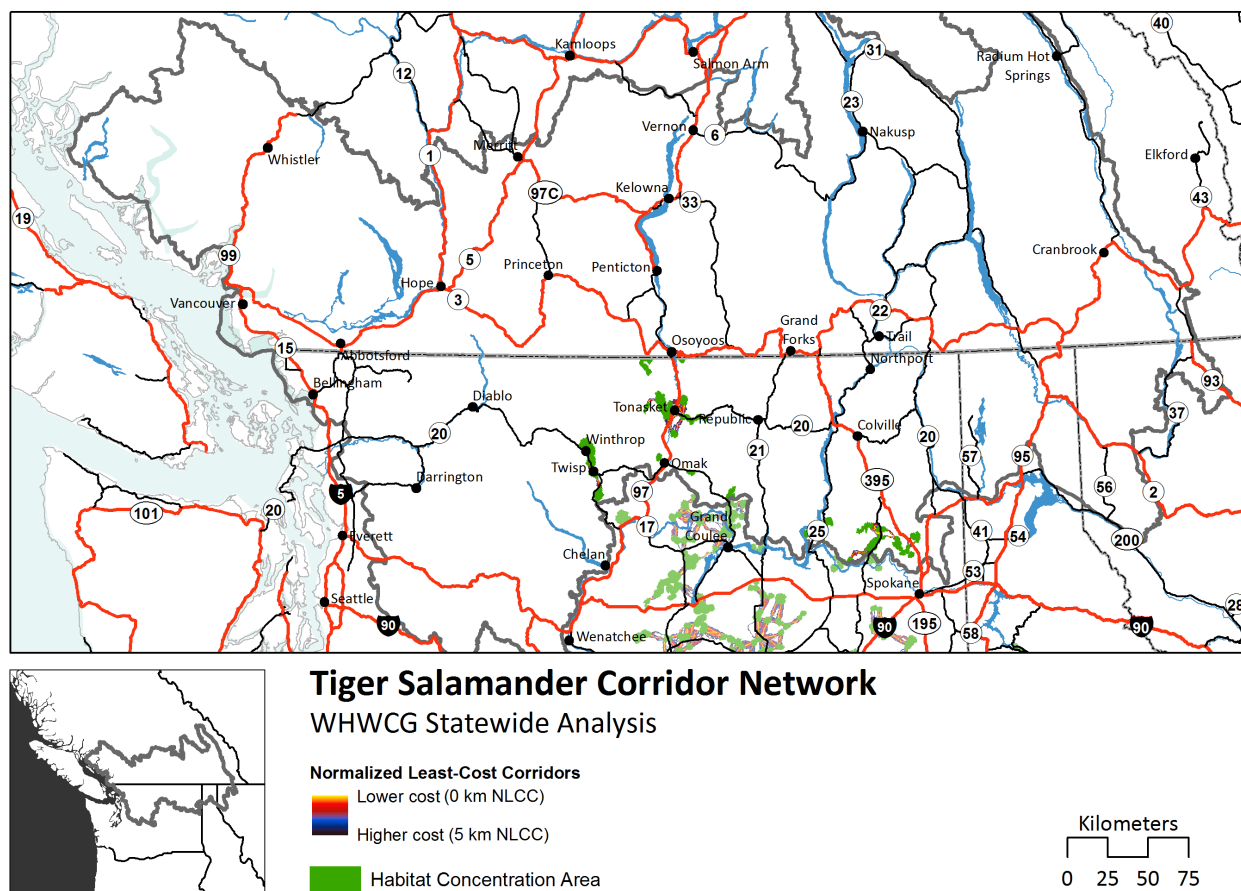 40
Kamloops
31
Salmon Arm
Radium Hot
Springs
12
23
Vernon
6
Nakusp
1
Merritt
Whistler
Elkford
97C
Kelowna
33
43
19
99
5
Cranbrook
Princeton
Penticton
Hope
3
Vancouver
22
Grand
Forks
Trail
15
Osoyoos
Abbotsford
Northport
Bellingham
93
Diablo
Tonasket
Republic
37
20
20
Colville
20
Winthrop
21
57
95
Twisp
Omak
Darrington
395
56
5
97
2
101
20
Grand
Coulee
17
25
41
54
200
Everett
Chelan
53
Spokane
Seattle
28
90
195
90
58
90
Wenatchee
Tiger Salamander Corridor Network
WHWCG Statewide Analysis
Normalized Least-Cost Corridors
Lower cost (0 km NLCC)
Higher cost (5 km NLCC)
Habitat Concentration Area
Kilometers
0 25 50 75